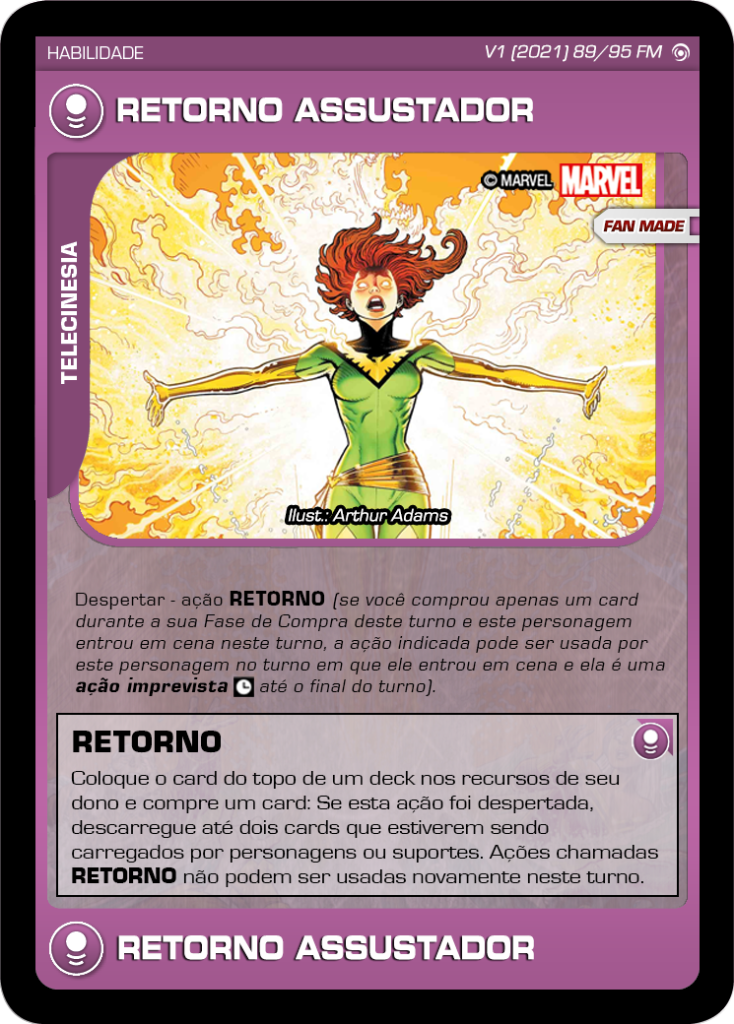 HABILIDADE
V1 (2021) 89/95 FM
RETORNO ASSUSTADOR
© MARVEL MARVEL
FAN MADE
TELECINESIA
Ilust.: Arthur Adams
Despertar - ação RETORNO (se você comprou apenas um card
durante a sua Fase de Compra deste turno e este personagem
entrou em cena neste turno, a ação indicada pode ser usada por
este personagem no turno em que ele entrou em cena e ela é uma
ação imprevista até o final do turno).
RETORNO
Coloque o card do topo de um deck nos recursos de seu
dono e compre um card: Se esta ação foi despertada,
descarregue até dois cards que estiverem sendo
carregados por personagens ou suportes. Ações chamadas
RETORNO não podem ser usadas novamente neste turno.
RETORNO ASSUSTADOR